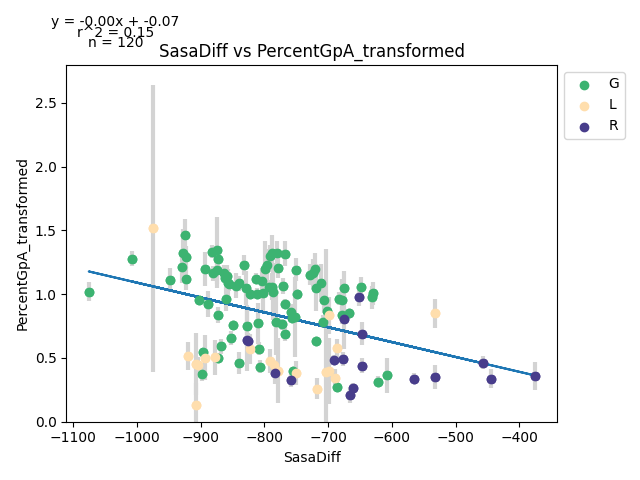 y = -0.00x + -0.07
r^2 = 0.15
n = 120
SasaDiff vs PercentGpA_transformed
G
L
R
PercentGpA_transformed
2.5
2.0
1.5
1.0
0.5
0.0
−1100 −1000 −900 −800 −700 −600 −500 −400
SasaDiff